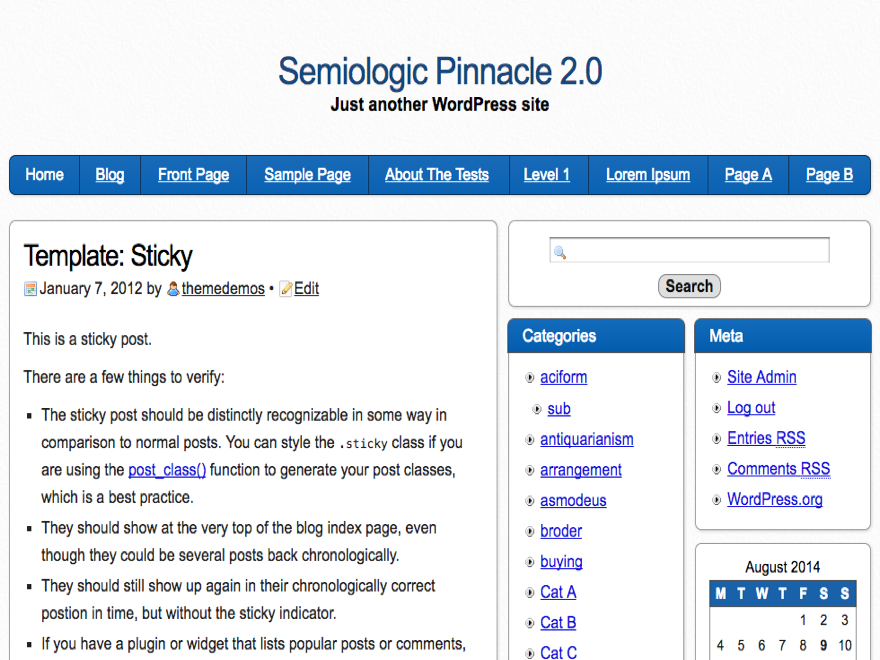 Semiologic Pinnacle 2.0
Just another WordPress site
Home Blog Front Page Sample Page About The Tests Level 1 Lorem Ipsum Page A Page B
Template: Sticky
January 7, 2012 by themedemos • Edit
This is a sticky post.
There are a few things to verify:
The sticky post should be distinctly recognizable in some way in
comparison to normal posts. You can style the .sticky class if you
are using the post_class() function to generate your post classes,
which is a best practice.
They should show at the very top of the blog index page, even
though they could be several posts back chronologically.
They should still show up again in their chronologically correct
postion in time, but without the sticky indicator.
If you have a plugin or widget that lists popular posts or comments,
Search
Categories
aciform
sub
antiquarianism
arrangement
asmodeus
broder
buying
Cat A
Cat B
Cat C
Meta
Site Admin
Log out
Entries RSS
Comments RSS
WordPress.org
August 2014
M T W T F S S
1 2 3
4 5 6 7 8 9 10